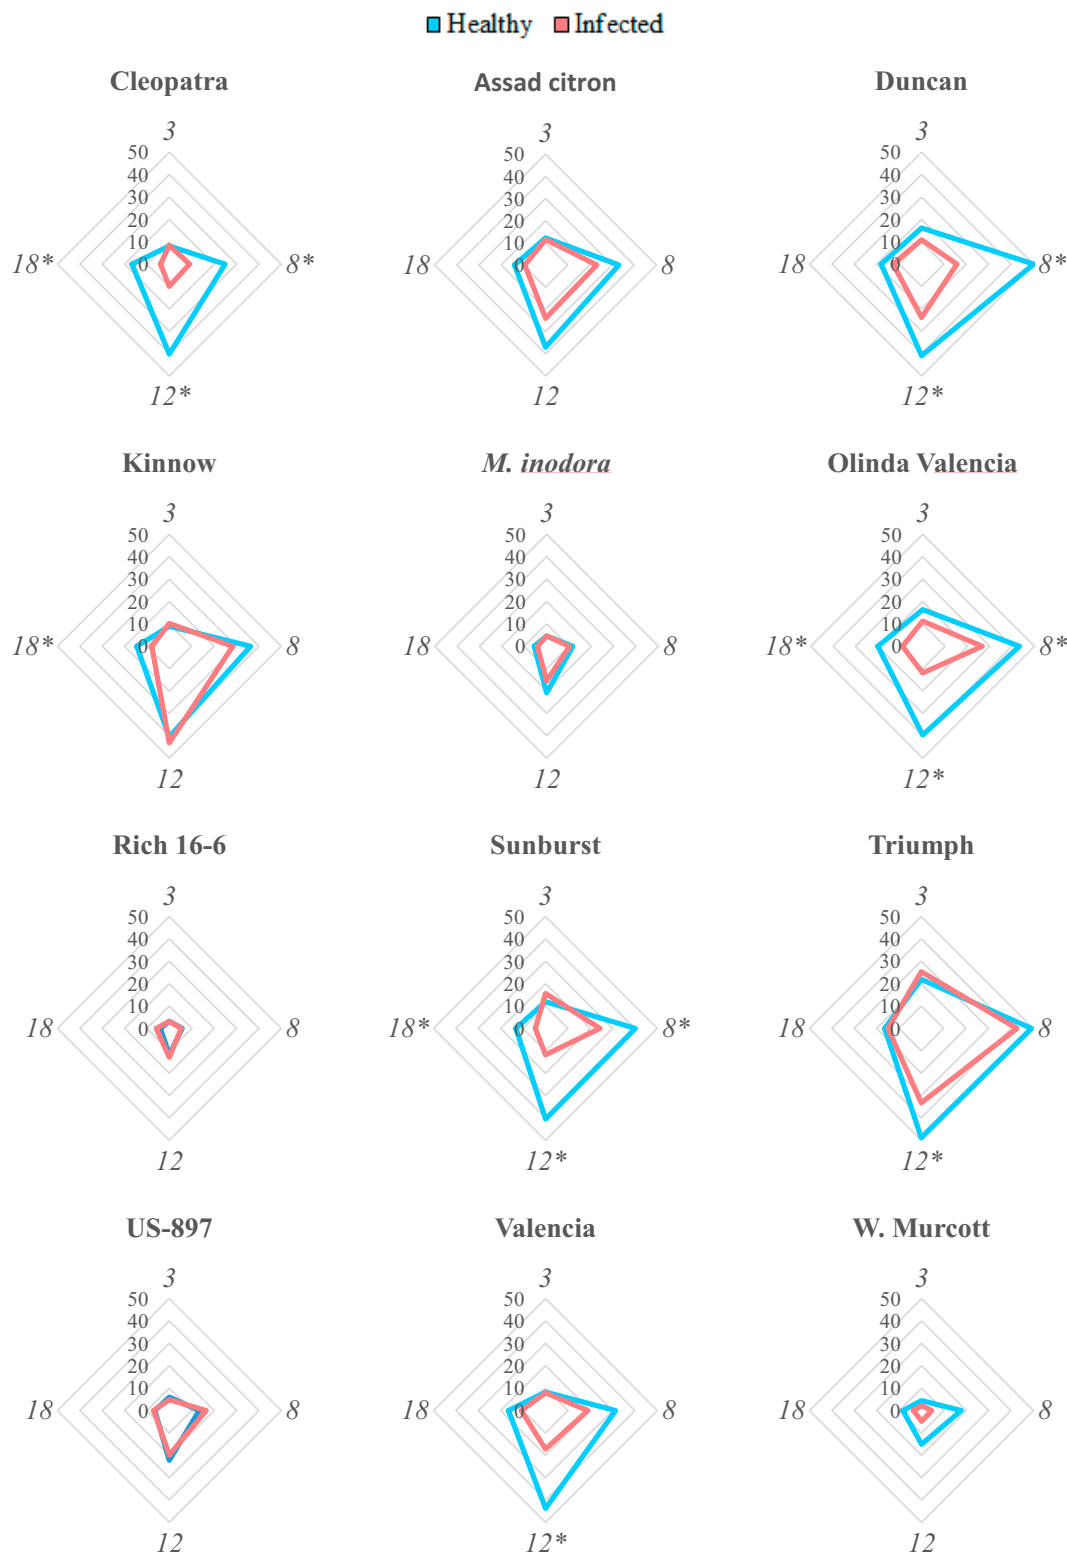 Healthy Infected
Cleopatra Assad citron Duncan
3 3 3
50 50 50
40 40 40
30 30 30
20 20 20
10 10 10
18* 0 8* 18 0 8 18 0 8*
12* 12 12*
Kinnow M. inodora Olinda Valencia
3 3 3
50 50 50
40 40 40
30 30 30
20 20 20
10 10 10
18* 0 8 18 0 8 18* 0 8*
12 12 12*
Rich 16-6 Sunburst Triumph
3 3 3
50 50 50
40 40 40
30 30 30
20 20 20
10 10 10
18 0 8 18* 0 8* 18 0 8
12 12* 12*
US-897 Valencia W. Murcott
3 3 3
50 50 50
40 40 40
30 30 30
20 20 20
10 10 10
18 0 8 18 0 8 18 0 8
12 12* 12